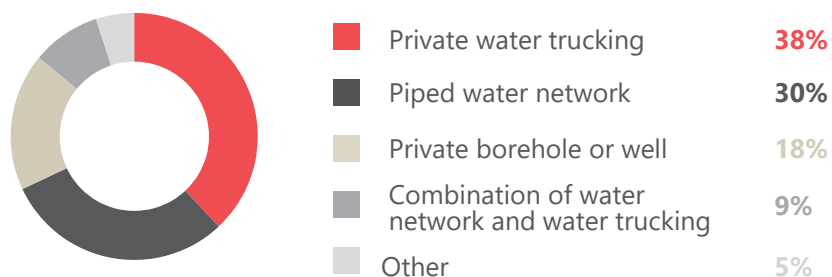 Private water trucking 38%
Piped water network 30%
Private borehole or well 18%
Combination of water
network and water trucking 9%
Other 5%